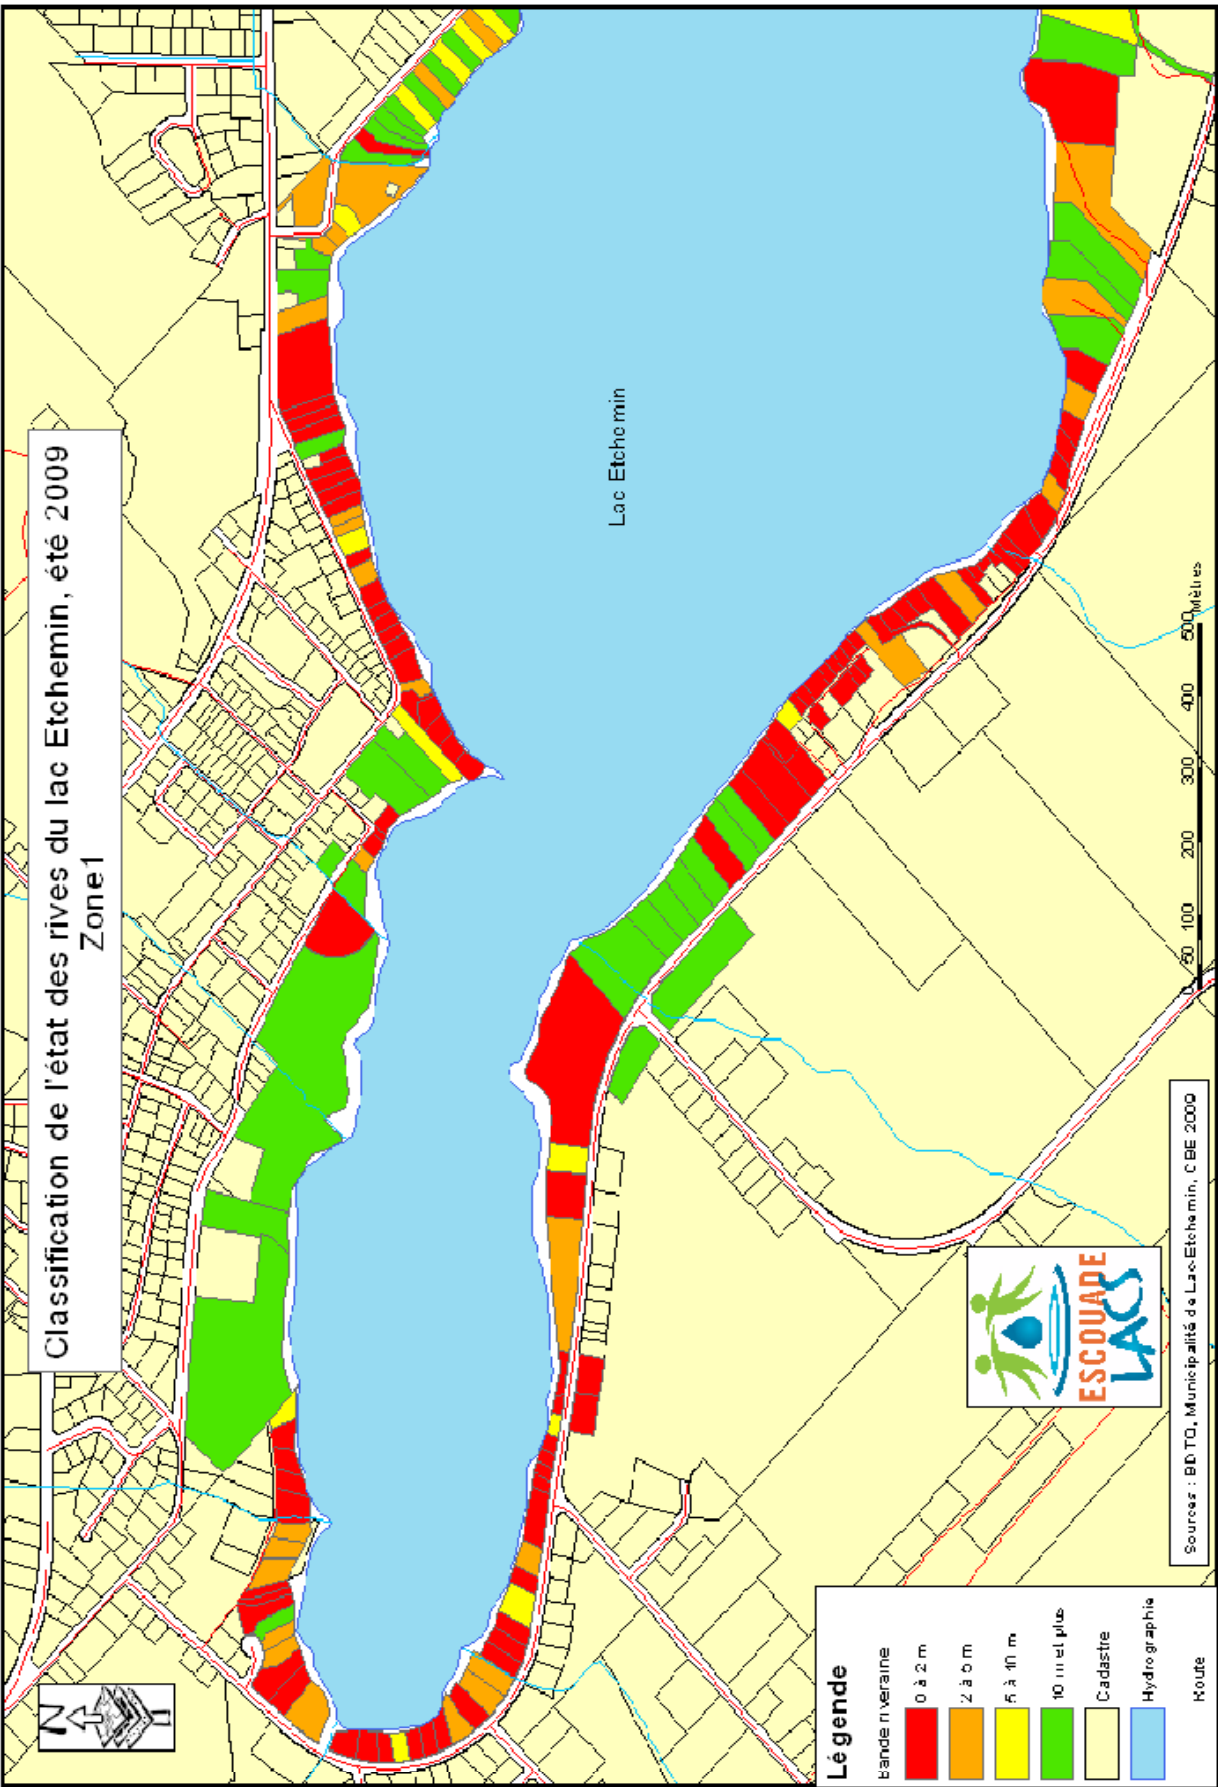 Classification de l'état des rives du lac Etchemin, été 2009
Zone1
N
Lac Etchemin
0 50 100 200 300 400 500
Mètres
Légende
Bande riveraine
0 à 2 m
2 à 5 m
5 à 10 m
10 m et plus
Cadastre
Hydrographie
Route
ESCOUADE
LACS
Sources : BDTQ, Municipalité de Lac-Etchemin, CBE 2009